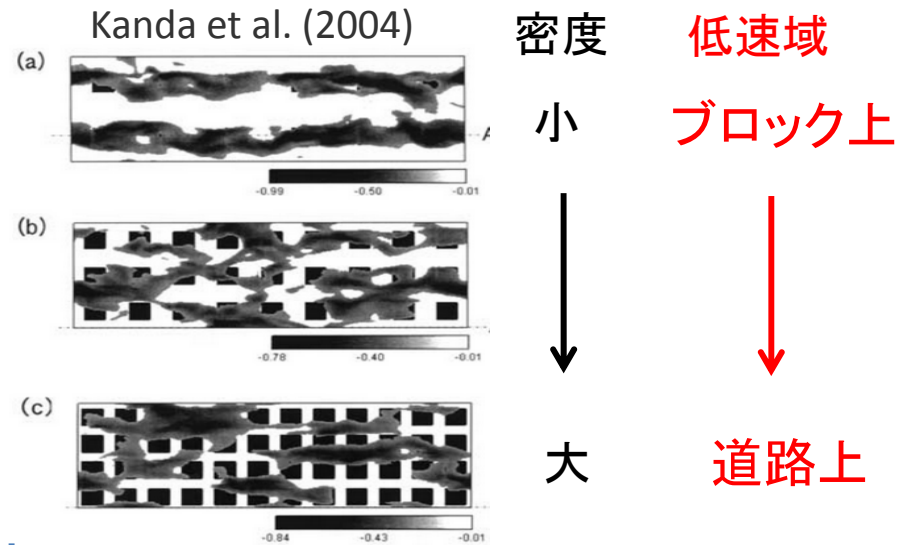 Kanda et al. (2004)
密度
低速域
(a)
A
-0.99
-0.50
-0.01
小
ブロック上
(b)
-0.78
-0.40
-0.01
(c)
-0.84
-0.43
-0.01
大
道路上